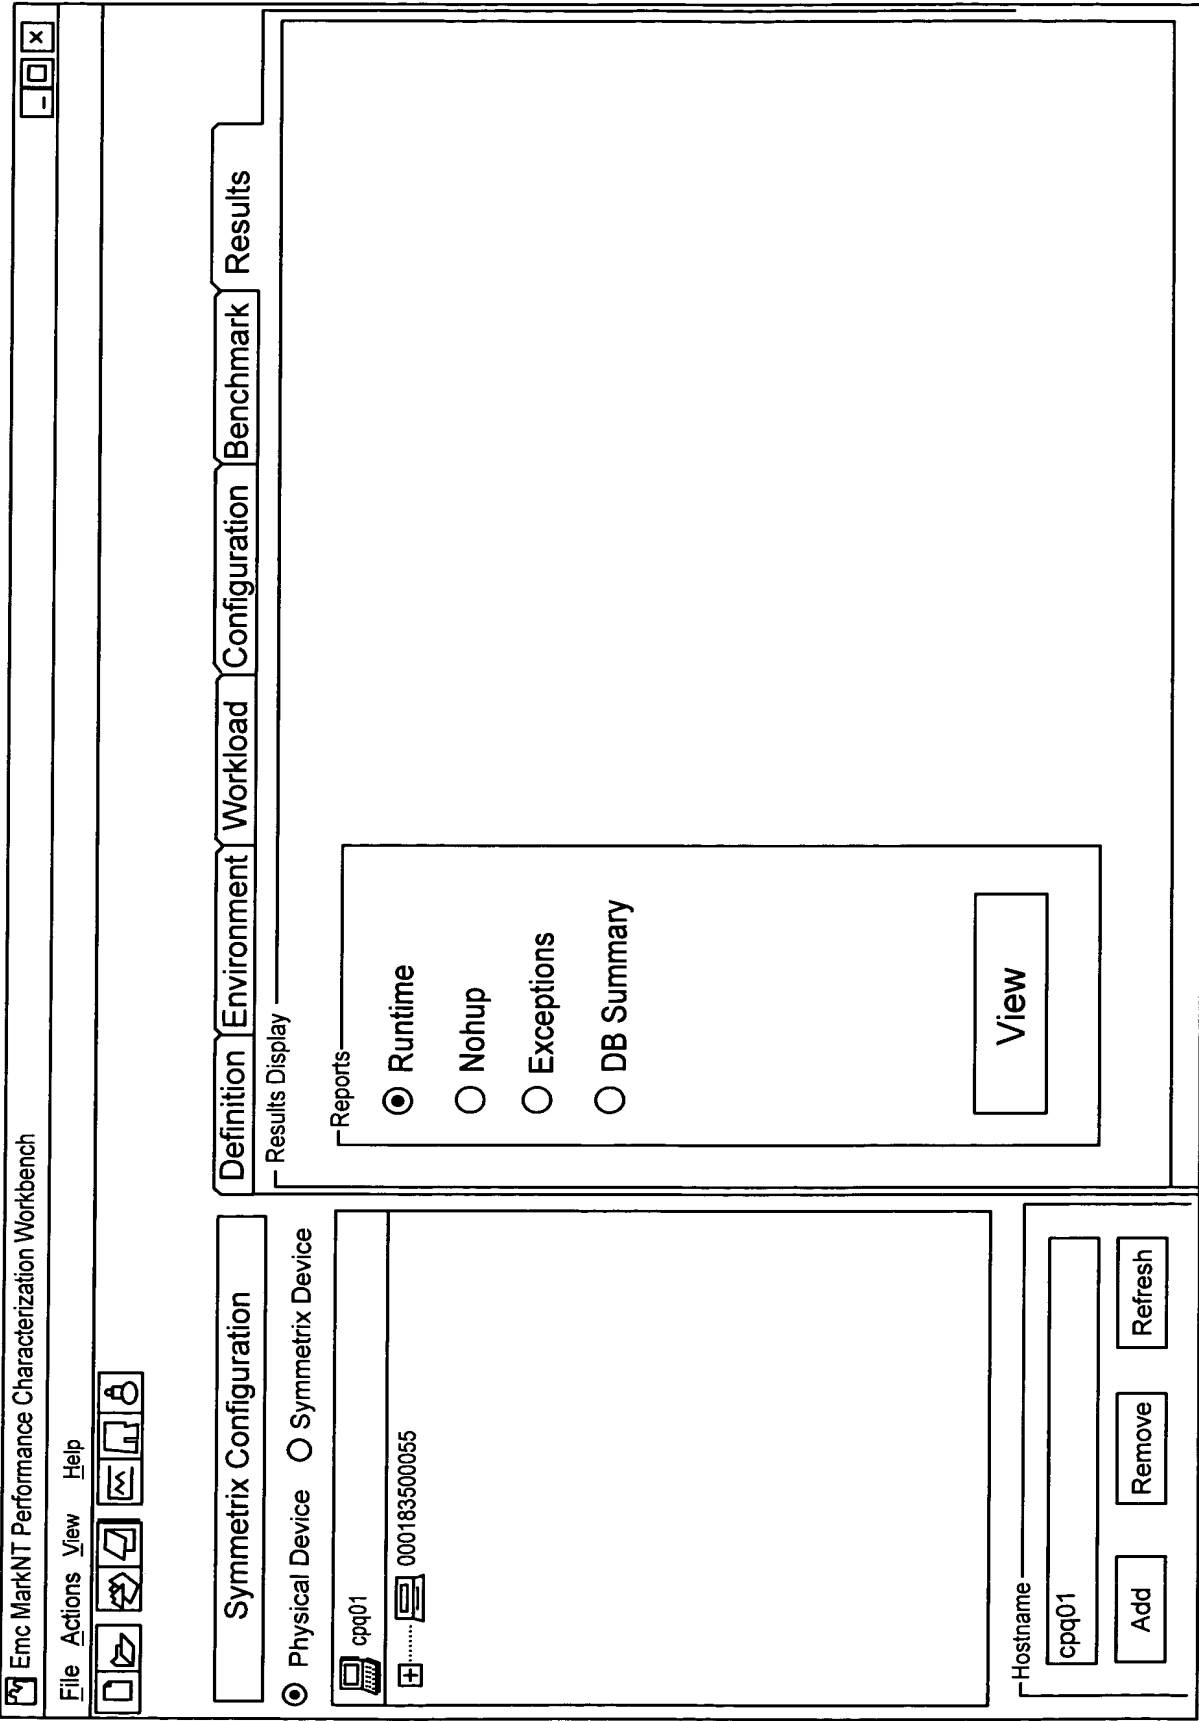 Emc MarkNT Performance Characterization Workbench
File Actions View Help
Symmetrix Configuration
Physical Device Symmetrix Device
cpq01
000183500055
Hostname
cpq01
Add Remove Refresh
Definition Environment Workload Configuration Benchmark Results
Results Display
Reports
Runtime
Nohup
Exceptions
DB Summary
View